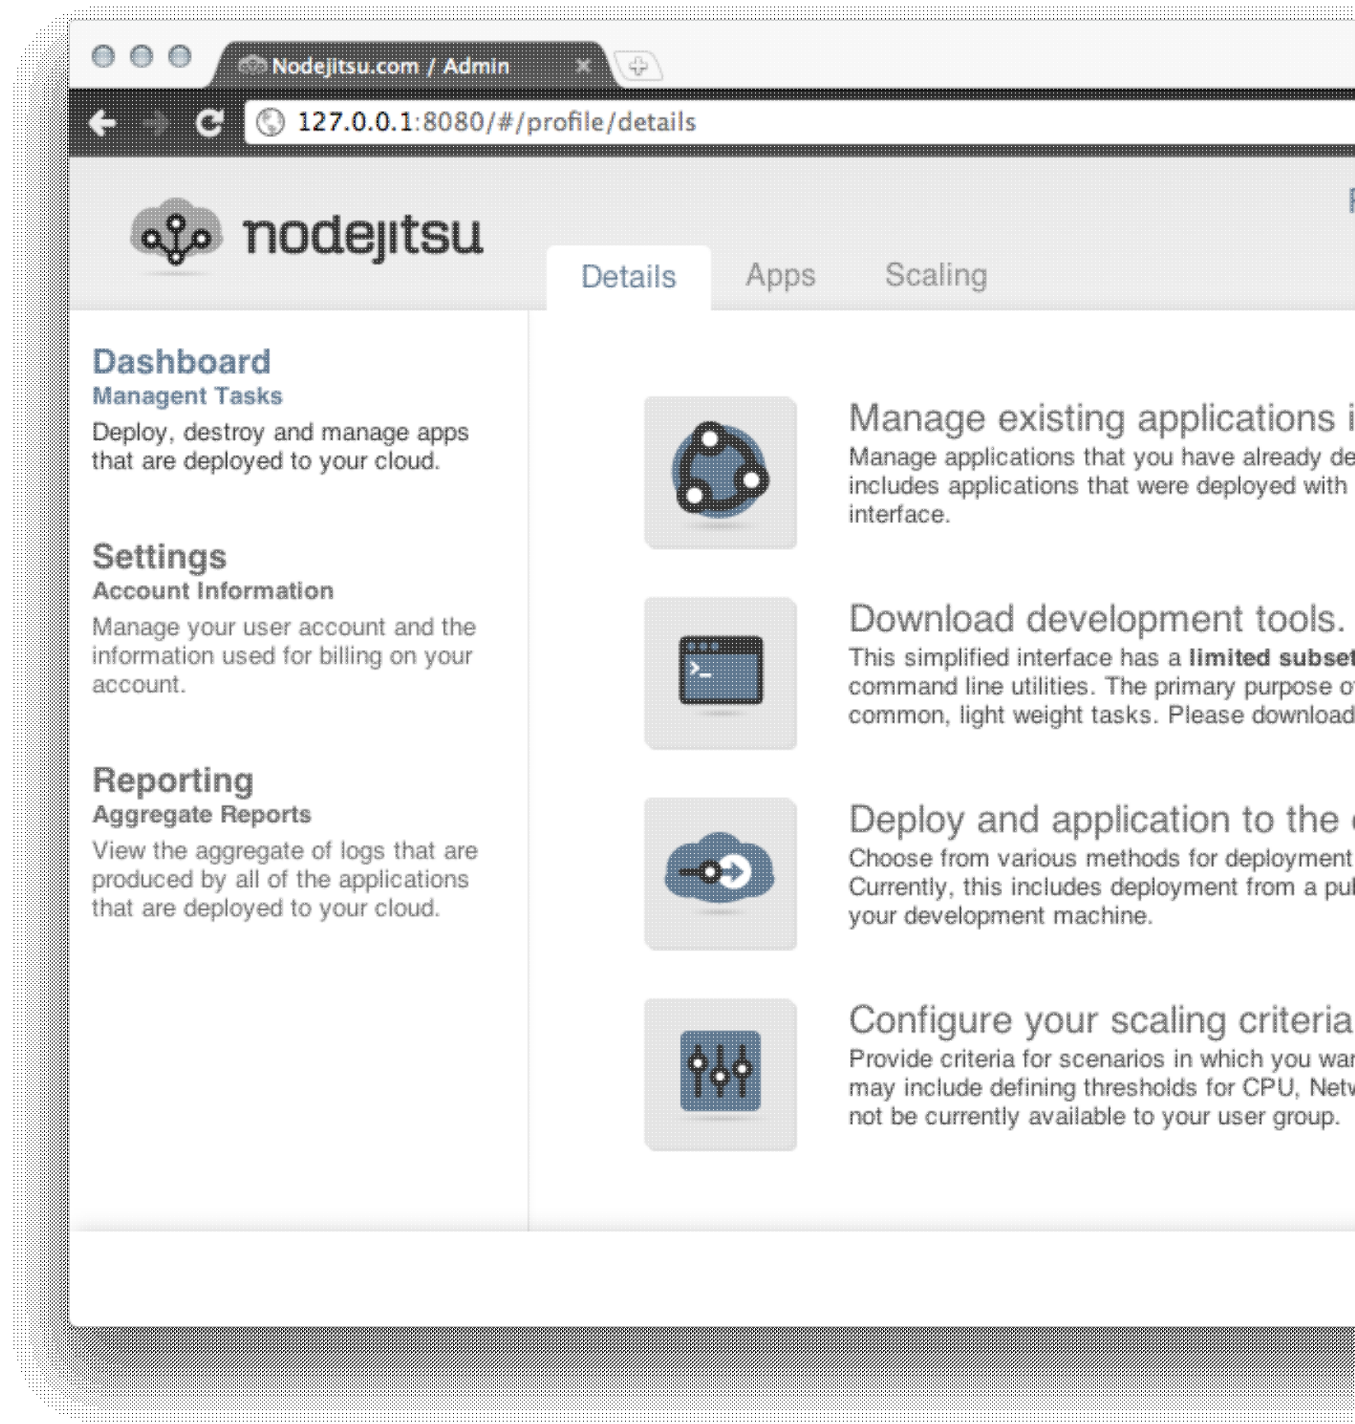 Nodejitsu.com / Admin
127.0.0.1:8080/#/profile/details
nodejitsu
Details
Apps
Scaling
Dashboard
Managent Tasks
Deploy, destroy and manage apps
that are deployed to your cloud.
Settings
Account Information
Manage your user account and the
information used for billing on your
account.
Reporting
Aggregate Reports
View the aggregate of logs that are
produced by all of the applications
that are deployed to your cloud.
Manage existing applications
Manage applications that you have already
includes applications that were deployed with
interface.
Download development tools.
This simplified interface has a limited subset
command line utilities. The primary purpose
common, light weight tasks. Please download
Deploy and application to the
Choose from various methods for deployment
Currently, this includes deployment from a
your development machine.
Configure your scaling criteria
Provide criteria for scenarios in which you
may include defining thresholds for CPU,
not be currently available to your user group.